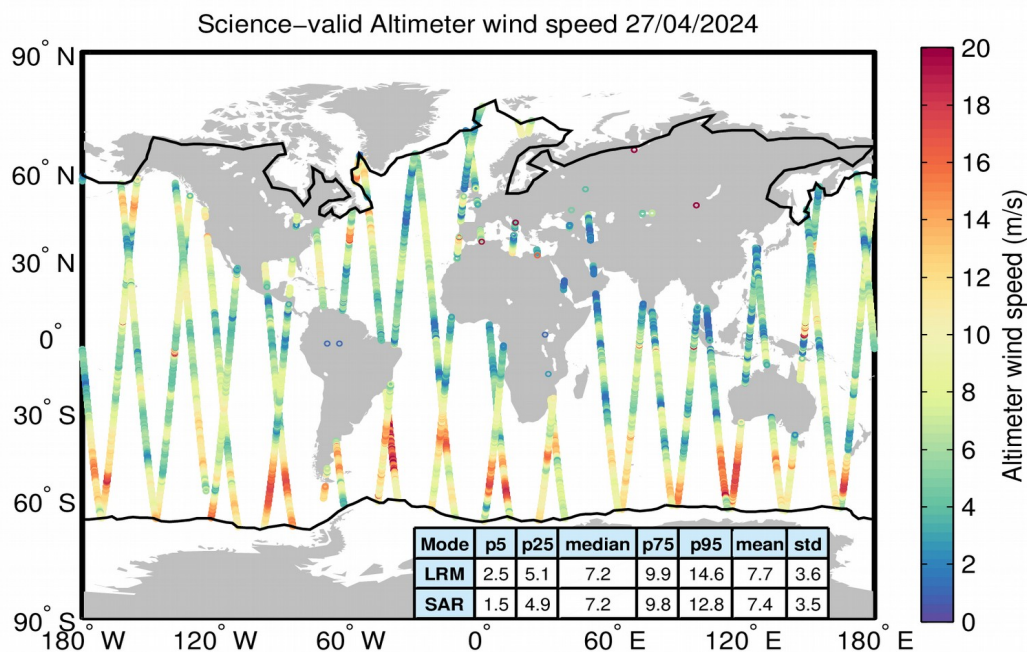 Science−valid Altimeter wind speed 27/04/2024
90° N
60° N
30° N
0°
30° S
60° S
90° S
180° W
120° W
60° W
0°
60° E
120° E
180° E
Mode p5 p25 median p75 p95 mean std
LRM 2.5 5.1 7.2 9.9 14.6 7.7 3.6
SAR 1.5 4.9 7.2 9.8 12.8 7.4 3.5
20
18
16
14
12
10
8
6
4
2
0
Altimeter wind speed (m/s)